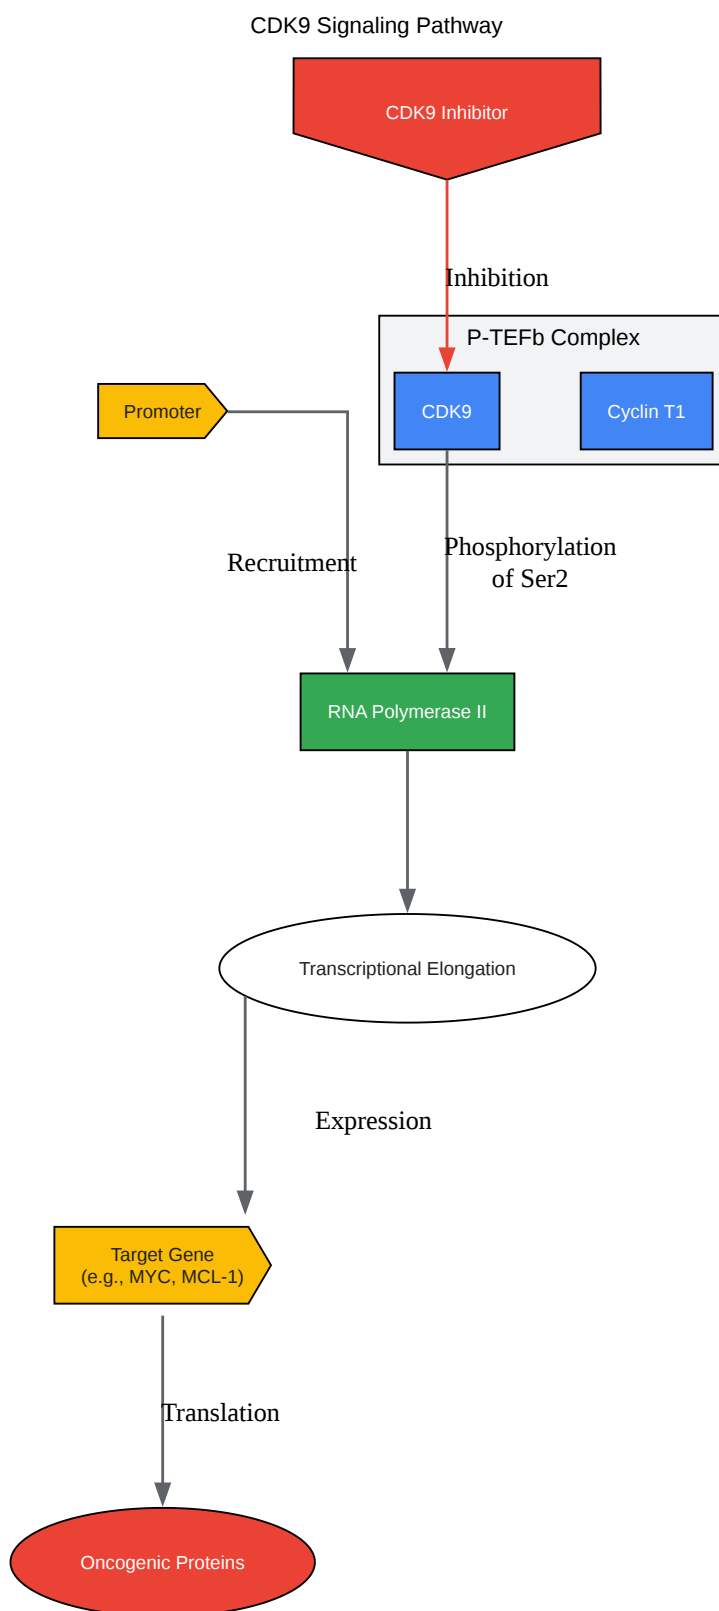 CDK9 Signaling Pathway
CDK9 Inhibitor
Inhibition
P-TEFb Complex
CDK9
Cyclin T1
Promoter
Recruitment
Phosphorylation
of Ser2
RNA Polymerase II
Transcriptional Elongation
Expression
Target Gene
(e.g., MYC, MCL-1)
Translation
Oncogenic Proteins